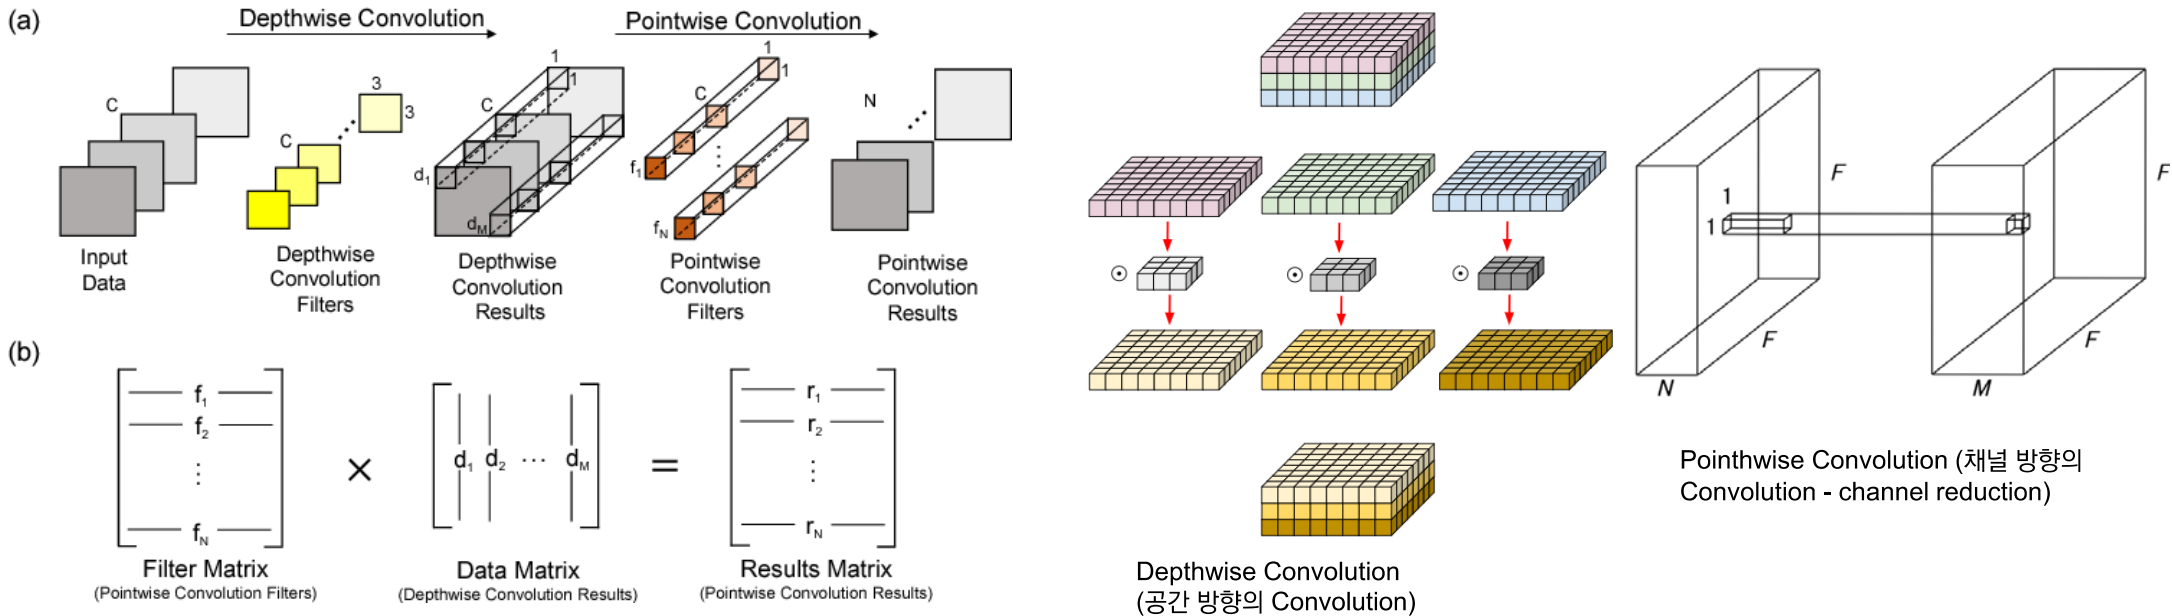 (a)
Depthwise Convolution
Pointwise Convolution
C
Input
Data
3
3
C
Depthwise
Convolution
Filters
1
1
C
d1
dM
Depthwise
Convolution
Results
1
1
C
f1
fN
Pointwise
Convolution
Filters
N
Pointwise
Convolution
Results
(b)
f1
f2
fN
Filter Matrix
(Pointwise Convolution Filters)
×
d1 d2 ... dM
Data Matrix
(Depthwise Convolution Results)
=
r1
r2
rN
Results Matrix
(Pointwise Convolution Results)
Depthwise Convolution
(공간 방향의 Convolution)
1
1
F
F
N
F
F
M
Pointhwise Convolution (채널 방향의
Convolution - channel reduction)